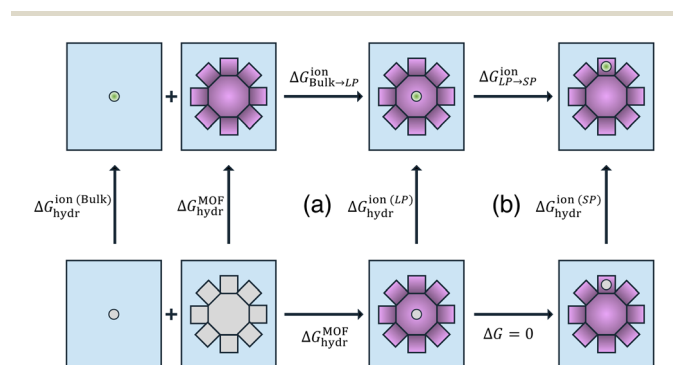 +
ΔG^ion_Bulk→LP
ΔG^ion_LP→SP
ΔG^ion (Bulk)_hydr
ΔG^MOF_hydr
(a)
ΔG^ion (LP)_hydr
(b)
ΔG^ion (SP)_hydr
+
ΔG^MOF_hydr
ΔG = 0